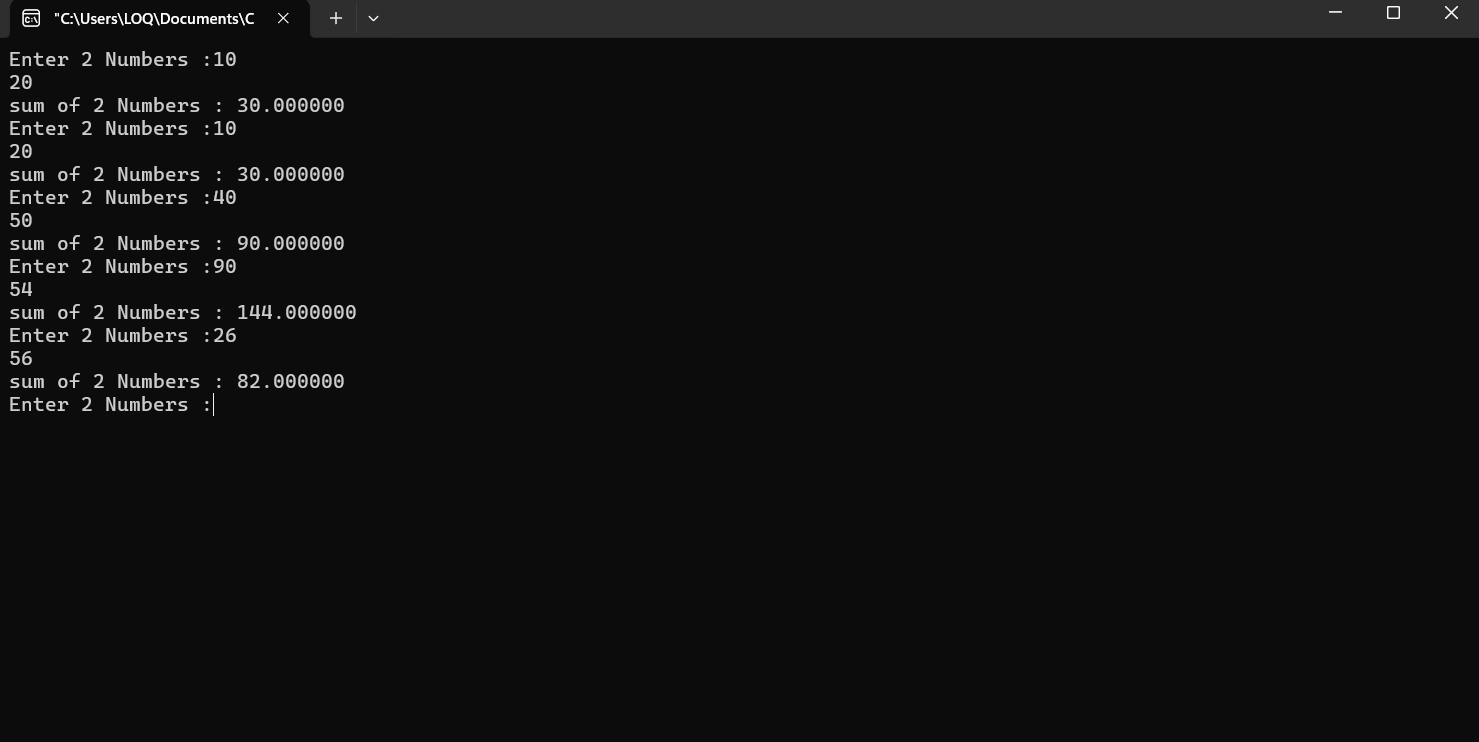 "C:\Users\LOQ\Documents\C
Enter 2 Numbers :10
20
sum of 2 Numbers : 30.000000
Enter 2 Numbers :10
20
sum of 2 Numbers : 30.000000
Enter 2 Numbers :40
50
sum of 2 Numbers : 90.000000
Enter 2 Numbers :90
54
sum of 2 Numbers : 144.000000
Enter 2 Numbers :26
56
sum of 2 Numbers : 82.000000
Enter 2 Numbers :